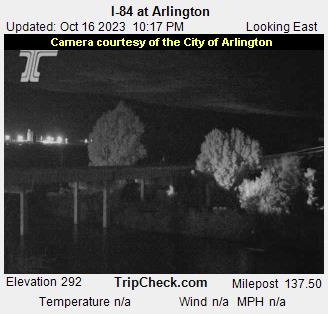 I-84 at Arlington
Updated: Oct 16 2023 10:17 PM Looking East
Camera courtesy of the City of Arlington
Elevation 292 TripCheck.com Milepost 137.50
Temperature n/a Wind n/a MPH n/a